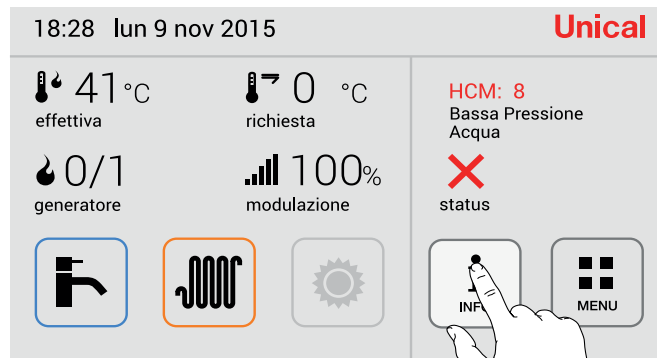 18:28 lun 9 nov 2015
Unical
41 °C
effettiva
0 °C
richiesta
0/1
generatore
100%
modulazione
HCM: 8
Bassa Pressione
Acqua
status
MENU